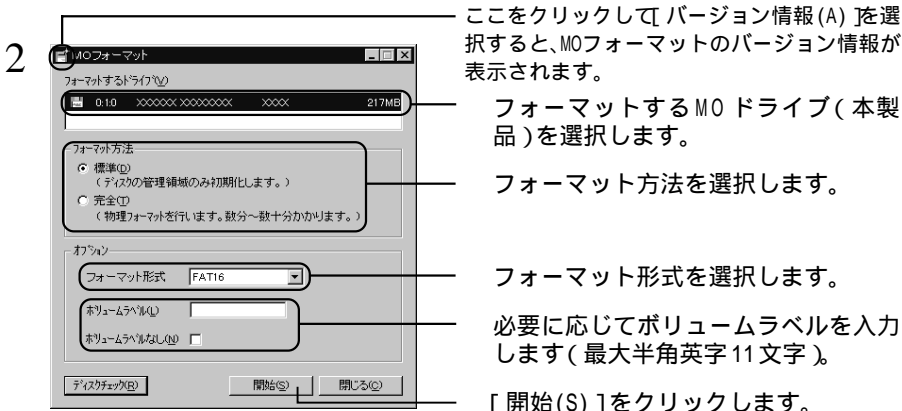 2
ここをクリックして[バージョン情報(A)]を選
択すると、MOフォーマットのバージョン情報が
表示されます。
MOフォーマット
フォーマットするドライブ(V)
0:1:0 XXXXXX XXXXXXXX XXXX 217MB
フォーマットするMOドライブ(本製
品)を選択します。
フォーマット方法
標準(D)
(ディスクの管理領域のみ初期化します。)
完全(T)
(物理フォーマットを行います。数分～数十分かかります。)
フォーマット方法を選択します。
オプション
フォーマット形式 FAT16
フォーマット形式を選択します。
ボリュームラベル(L)
ボリュームラベルなし(N)
必要に応じてボリュームラベルを入力
します(最大半角英字11文字)。
ディスクチェック(R) 開始(S) 閉じる(C)
[開始(S)]をクリックします。